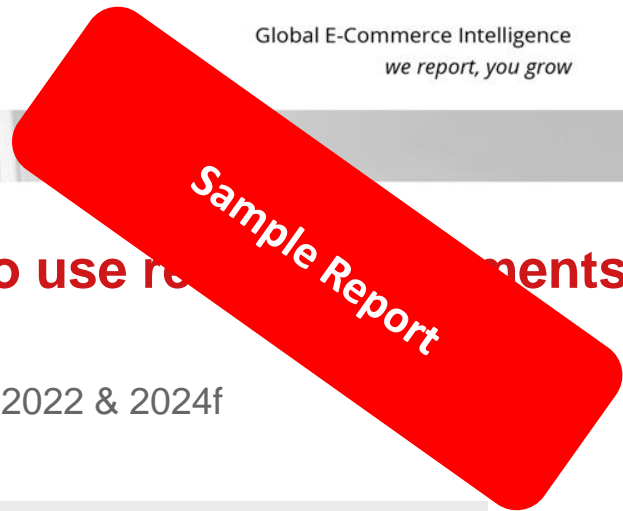 Global E-Commerce Intelligence
we report, you grow
Sample Report
o use re ments
2022 & 2024f